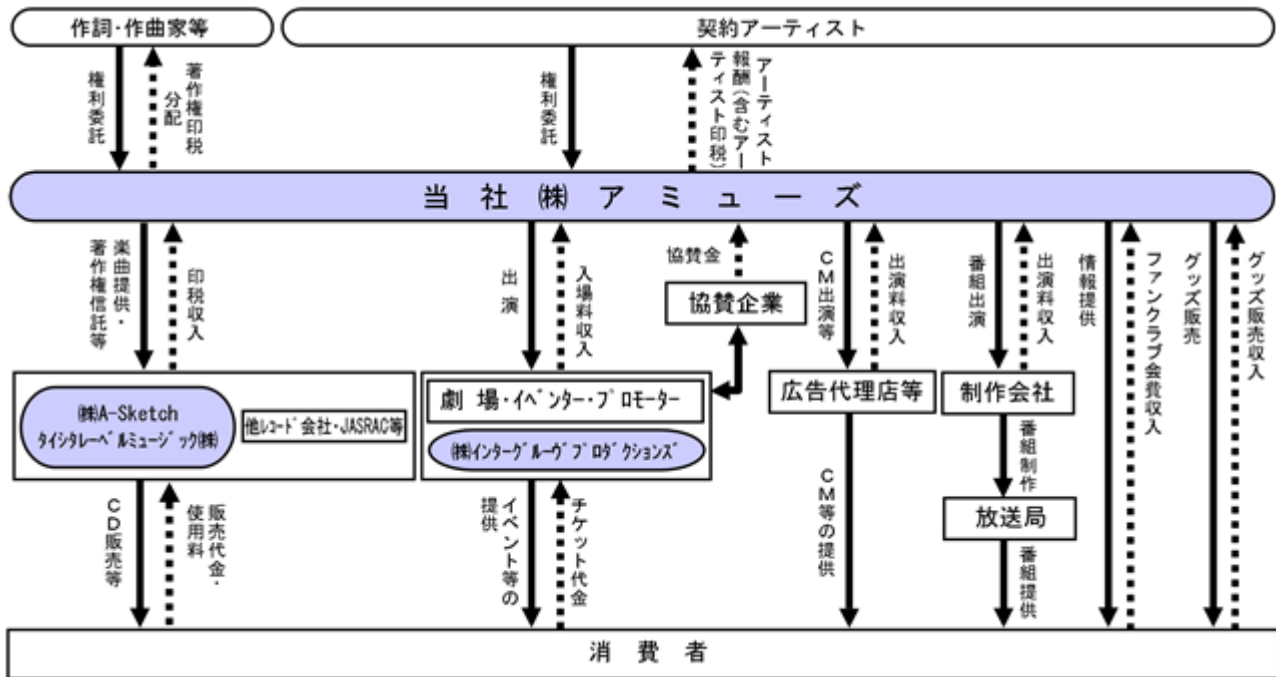 作詞・作曲家等
契約アーティスト
権利委託
著作権印税
分配
権利委託
アーティスト
報酬(含むアー
ティスト印税)
当社㈱アミューズ
楽曲提供・
著作権信託等
印税収入
出演
入場料収入
協賛金
協賛企業
CM出演等
出演料収入
番組出演
出演料収入
情報提供
ファンクラブ会費収入
グッズ販売
グッズ販売収入
㈱A-Sketch
タイシタレーベルミュージック㈱
他レコード会社・JASRAC等
劇場・イベンター・プロモーター
㈱インターグルーヴプロダクションズ
広告代理店等
制作会社
番組制作
放送局
CD販売等
販売代金・
使用料
イベント等の
提供
チケット代金
CM等の提供
番組提供
消費者